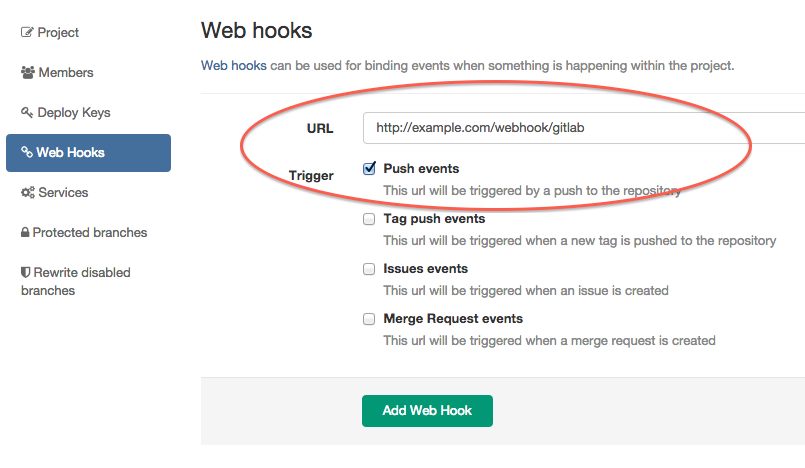 Project
Members
Deploy Keys
Web Hooks
Services
Protected branches
Rewrite disabled
branches
Web hooks
Web hooks can be used for binding events when something is happening within the project.
URL
http://example.com/webhook/gitlab
Trigger
Push events
This url will be triggered by a push to the repository
Tag push events
This url will be triggered when a new tag is pushed to the repository
Issues events
This url will be triggered when an issue is created
Merge Request events
This url will be triggered when a merge request is created
Add Web Hook